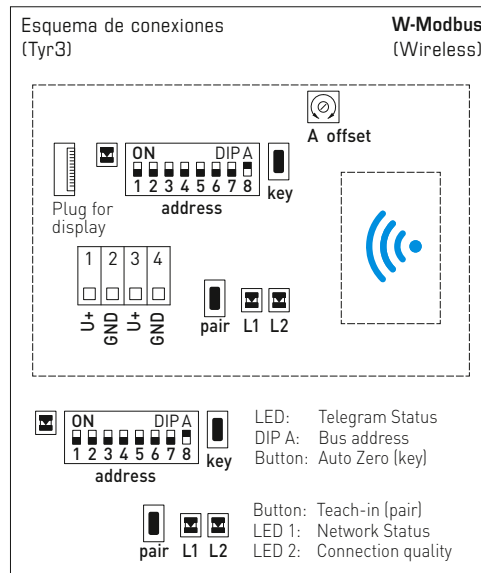 Esquema de conexiones W-Modbus
(Tyr3) (Wireless)
A offset
ON DIP A
1 2 3 4 5 6 7 8
key
address
Plug for
display
1 2 3 4
U+ GND U+ GND
pair L1 L2
ON DIP A
1 2 3 4 5 6 7 8
key
address
LED: Telegram Status
DIP A: Bus address
Button: Auto Zero (key)
pair L1 L2
Button: Teach-in (pair)
LED 1: Network Status
LED 2: Connection quality